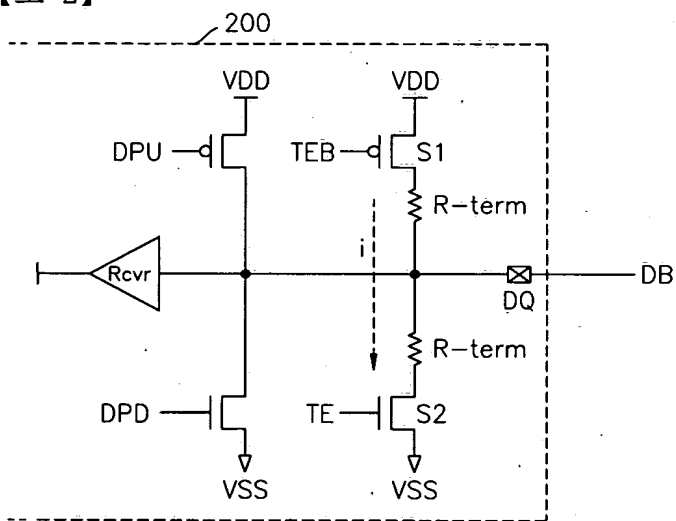 200
VDD VDD
DPU TEB S1
R-term
i
Rcvr DB
DQ
R-term
DPD TE S2
VSS VSS